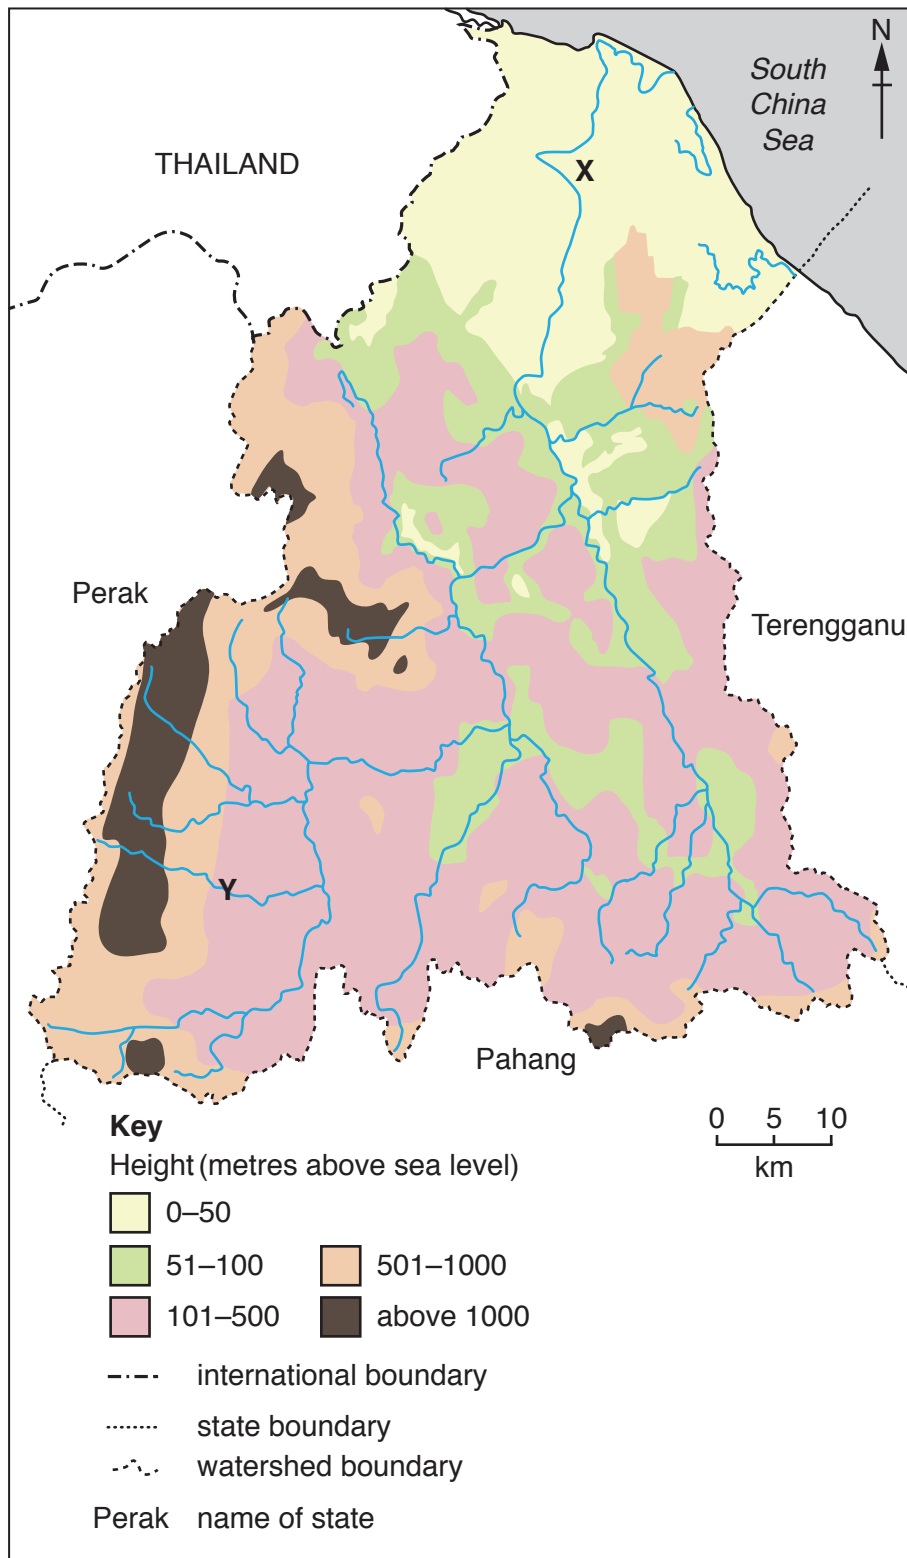 N
South
China
Sea
THAILAND
X
Perak
Terengganu
Y
Pahang
Key
0 5 10
km
Height (metres above sea level)
0–50
51–100
501–1000
101–500
above 1000
international boundary
state boundary
watershed boundary
Perak name of state